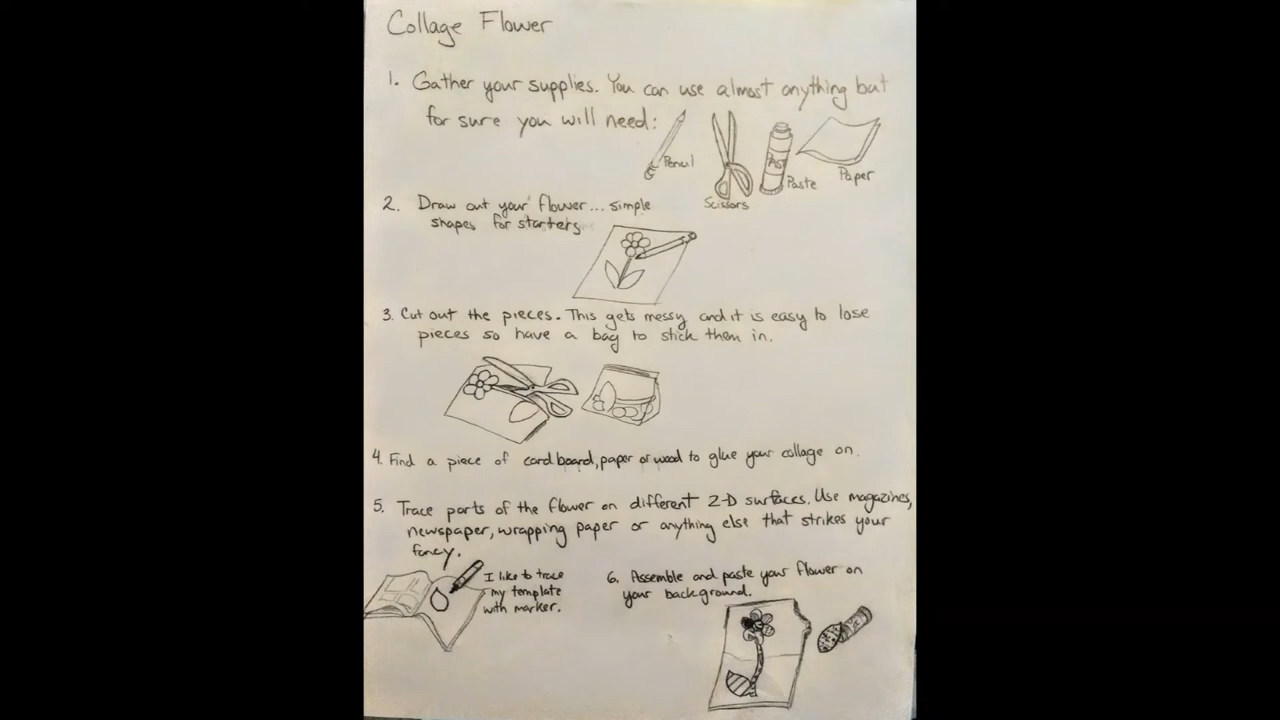 Collage Flower
1. Gather your supplies. You can use almost anything but
for sure you will need:
Pencil
Scissors
Past
Paste
Paper
2. Draw out your flower... simple
shapes for starters
3. Cut out the pieces. This gets messy and it is easy to lose
pieces so have a bag to stick them in.
4. Find a piece of cardboard, paper or wood to glue your collage on.
5. Trace parts of the flower on different 2-D surfaces. Use magazines,
newspaper, wrapping paper or anything else that strikes your
fancy.
I like to trace
my template
with marker.
6. Assemble and paste your flower on
your background.